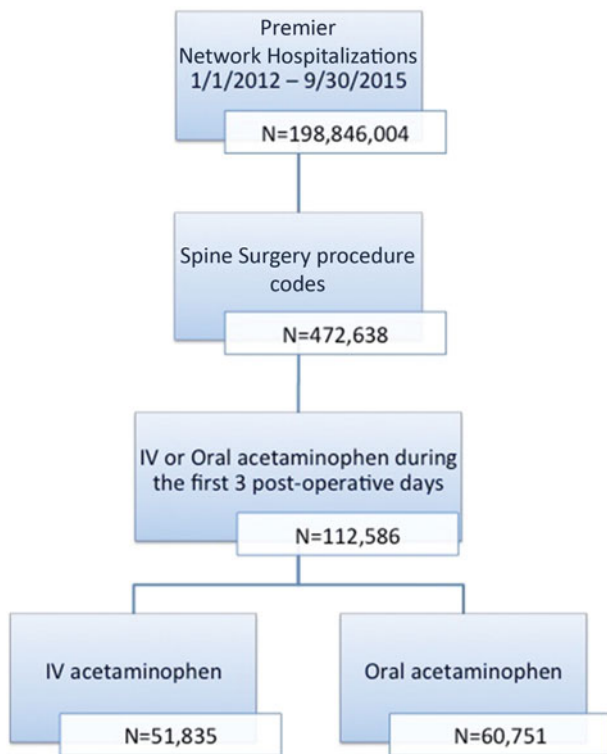 Premier
Network Hospitalizations
1/1/2012 – 9/30/2015
N=198,846,004
Spine Surgery procedure
codes
N=472,638
IV or Oral acetaminophen during
the first 3 post-operative days
N=112,586
IV acetaminophen
Oral acetaminophen
N=51,835
N=60,751